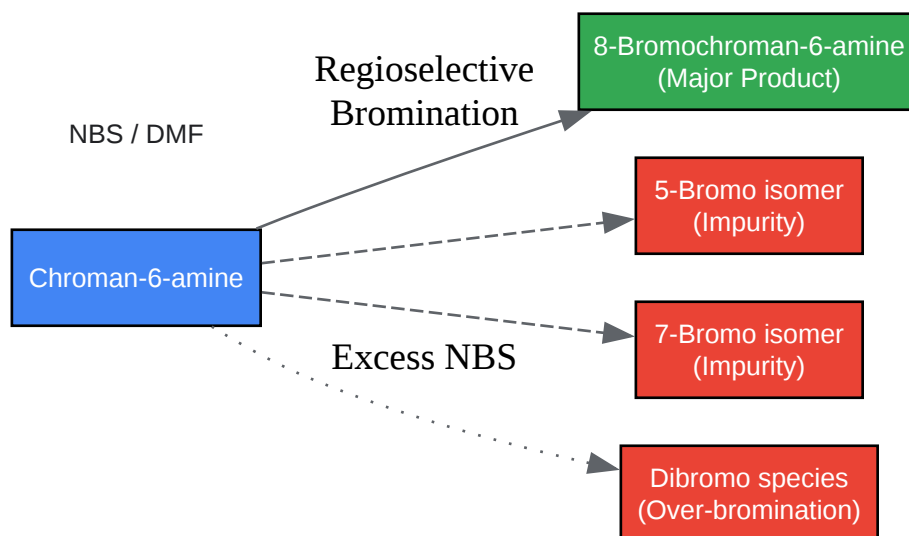 8-Bromochroman-6-amine
(Major Product)
Regioselective
Bromination
NBS / DMF
5-Bromo isomer
(Impurity)
Chroman-6-amine
7-Bromo isomer
(Impurity)
Excess NBS
Dibromo species
(Over-bromination)